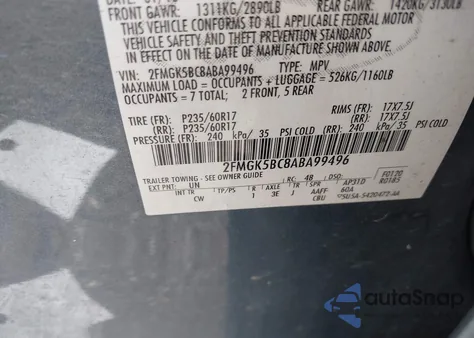 FRONT GAWR: 1311KG/2890LB REAR GAWR: 1420KG/3130LB
THIS VEHICLE CONFORMS TO ALL APPLICABLE FEDERAL MOTOR
VEHICLE SAFETY AND THEFT PREVENTION STANDARDS
IN EFFECT ON THE DATE OF MANUFACTURE SHOWN ABOVE.
VIN: 2FMGK5BC8ABA99496 TYPE: MPV
MAXIMUM LOAD = OCCUPANTS + LUGGAGE = 526KG/1160LB
OCCUPANTS = 7 TOTAL; 2 FRONT, 5 REAR
TIRE (FR): P235/60R17 RIMS (FR): 17X7.5J
(RR): P235/60R17 (RR): 17X7.5J
PRESSURE (FR): 240 kPA/ 35 PSI COLD (RR): 240 kPA/ 35 PSI COLD
2FMGK5BC8ABA99496
TRAILER TOWING - SEE OWNER GUIDE
EXT PNT: UN RC: 48 AP31D
INT TR TP/PS R AXLE TR SPR
CW 1 3E J AAFF 60A
CBU
autoSnap